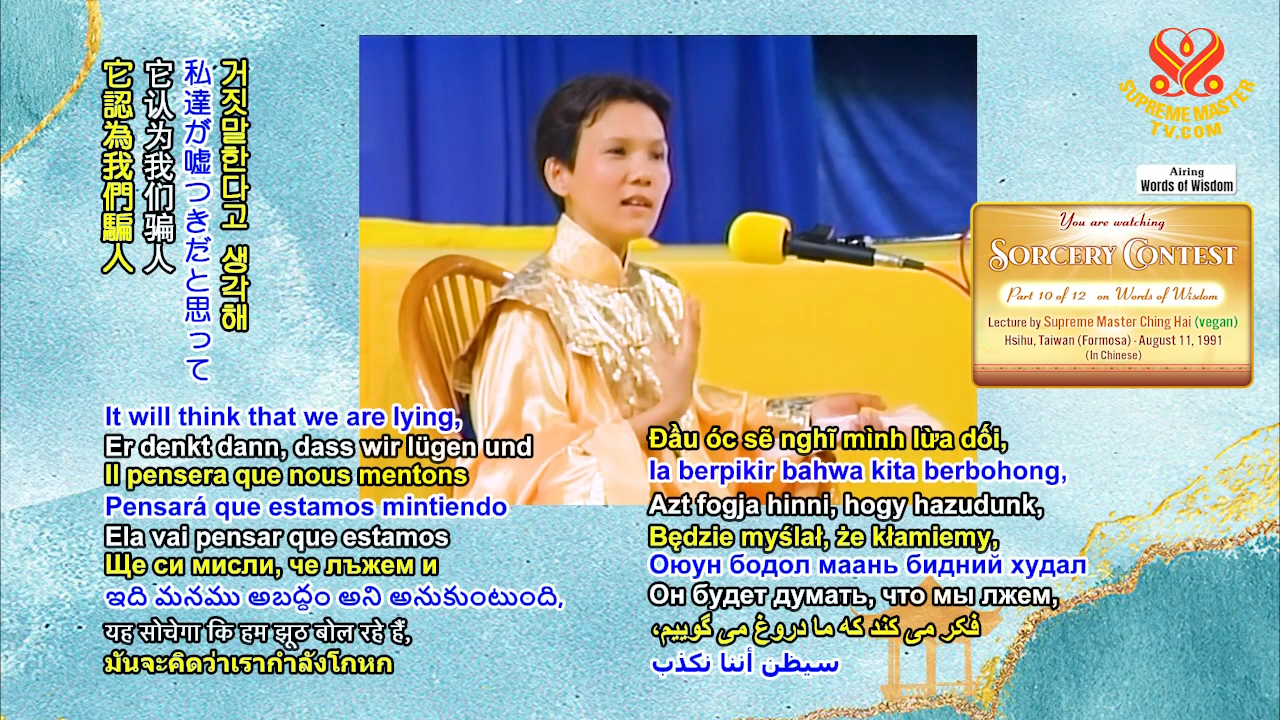 它認為我們騙人
它认为我们骗人
私達が嘘つきだと思って
거짓말한다고 생각해
It will think that we are lying,
Er denkt dann, dass wir lügen und
Il pensera que nous mentons
Pensará que estamos mintiendo
Ela vai pensar que estamos
Ще си мисли, че лъжем и
ఇది మనము అబద్ధం అని అనుకుంటుంది,
यह सोचेगा कि हम झूठ बोल रहे हैं,
มันจะคิดว่าเรากำลังโกหก
Đầu óc sẽ nghĩ mình lừa dối,
Ia berpikir bahwa kita berbohong,
Azt fogja hinni, hogy hazudunk,
Będzie myślał, że kłamiemy,
Оюун бодол маань бидний худал
Он будет думать, что мы лжем,
فکر می کند که ما دروغ می گوییم،
سيظن أننا نكذب
SUPREME MASTER
TV.COM
Airing
Words of Wisdom
You are watching
SORCERY CONTEST
Part 10 of 12 on Words of Wisdom
Lecture by Supreme Master Ching Hai (vegan)
Hsihu, Taiwan (Formosa) - August 11, 1991
(In Chinese)